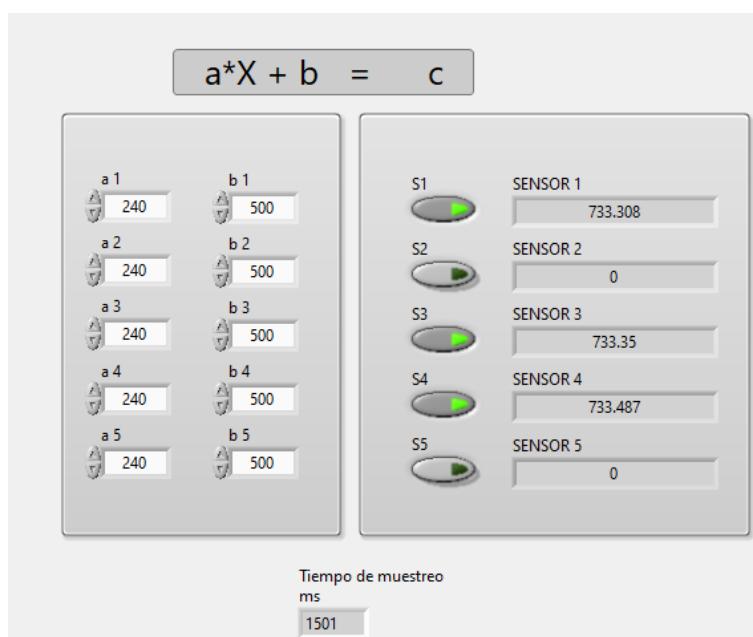 a*X + b = c
a 1 b 1 S1 SENSOR 1
240 500 733.308
a 2 b 2 S2 SENSOR 2
240 500 0
a 3 b 3 S3 SENSOR 3
240 500 733.35
a 4 b 4 S4 SENSOR 4
240 500 733.487
a 5 b 5 S5 SENSOR 5
240 500 0
Tiempo de muestreo
ms
1501